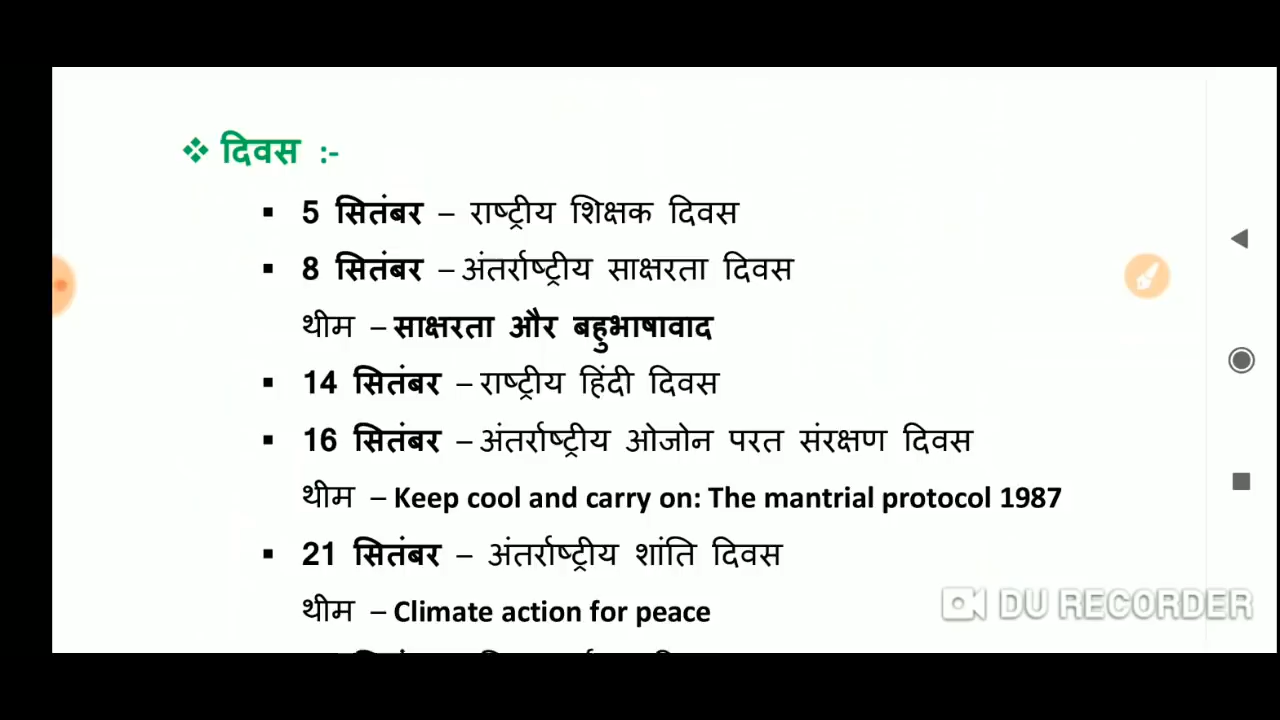 ❖ दिवस :-
▪ 5 सितंबर – राष्ट्रीय शिक्षक दिवस
▪ 8 सितंबर – अंतर्राष्ट्रीय साक्षरता दिवस
थीम – साक्षरता और बहुभाषावाद
▪ 14 सितंबर – राष्ट्रीय हिंदी दिवस
▪ 16 सितंबर – अंतर्राष्ट्रीय ओजोन परत संरक्षण दिवस
थीम – Keep cool and carry on: The mantrial protocol 1987
▪ 21 सितंबर – अंतर्राष्ट्रीय शांति दिवस
थीम – Climate action for peace
DU RECORDER